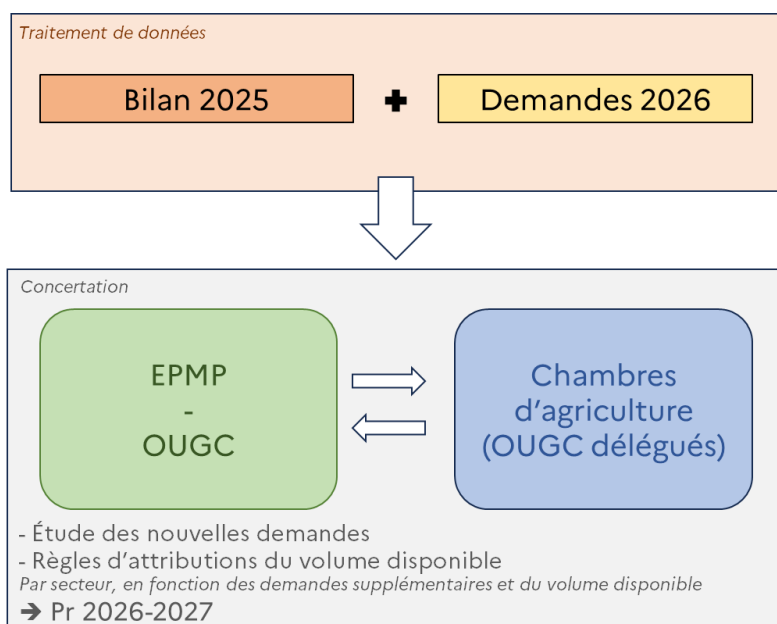 Traitement de données
Bilan 2025 + Demandes 2026
Concertation
EPMP
-
OUGC
Chambres
d'agriculture
(OUGC délégués)
- Étude des nouvelles demandes
- Règles d'attributions du volume disponible
Par secteur, en fonction des demandes supplémentaires et du volume disponible
➔ Pr 2026-2027